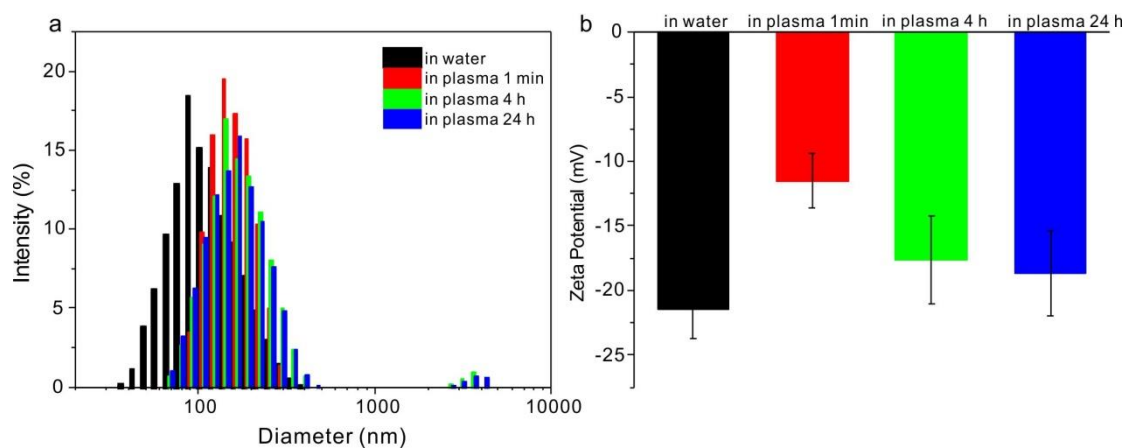 a
20
15
10
5
0
Intensity (%)
in water
in plasma 1 min
in plasma 4 h
in plasma 24 h
100
1000
10000
Diameter (nm)
b
in water
in plasma 1min
in plasma 4 h
in plasma 24 h
0
-5
-10
-15
-20
-25
Zeta Potential (mV)